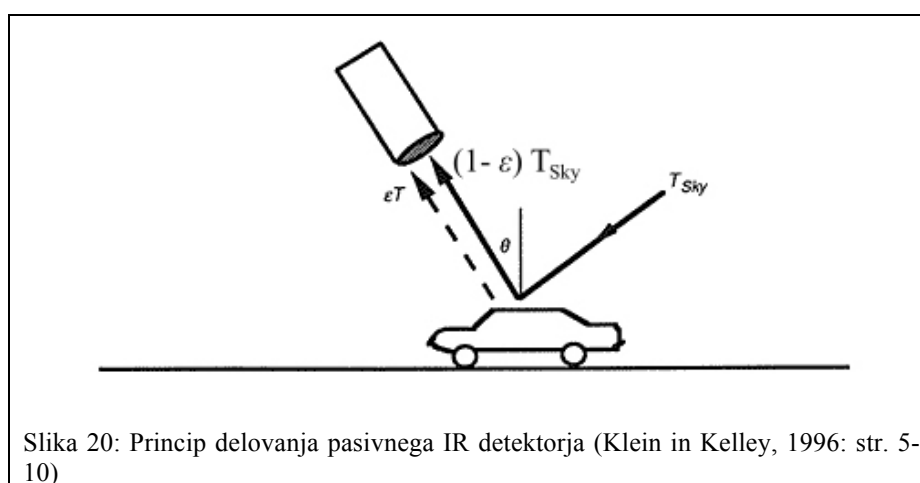 (1- ε) T_Sky
εT
T_Sky
θ
Slika 20: Princip delovanja pasivnega IR detektorja (Klein in Kelley, 1996: str. 5-
10)